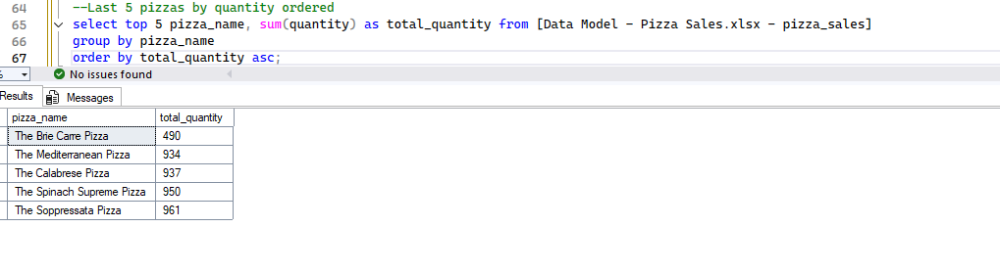 64 --Last 5 pizzas by quantity ordered
65 select top 5 pizza_name, sum(quantity) as total_quantity from [Data Model - Pizza Sales.xlsx - pizza_sales]
66 group by pizza_name
67 order by total_quantity asc;
% No issues found
Results Messages
pizza_name total_quantity
The Brie Carre Pizza 490
The Mediterranean Pizza 934
The Calabrese Pizza 937
The Spinach Supreme Pizza 950
The Soppressata Pizza 961